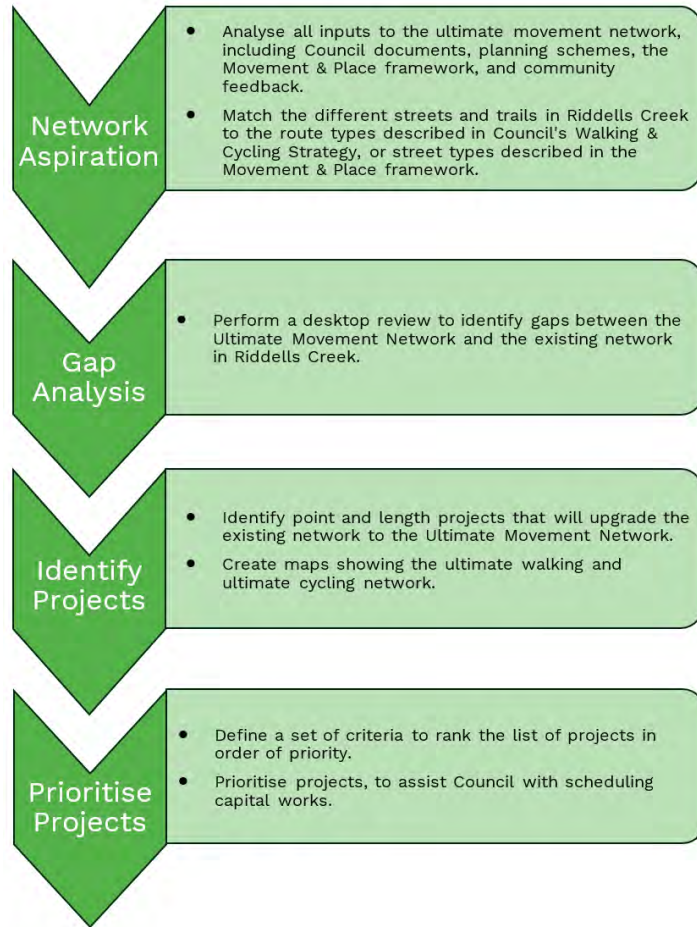 Network
Aspiration
• Analyse all inputs to the ultimate movement network,
including Council documents, planning schemes, the
Movement & Place framework, and community
feedback.
• Match the different streets and trails in Riddells Creek
to the route types described in Council's Walking &
Cycling Strategy, or street types described in the
Movement & Place framework.
Gap
Analysis
• Perform a desktop review to identify gaps between the
Ultimate Movement Network and the existing network
in Riddells Creek.
Identify
Projects
• Identify point and length projects that will upgrade the
existing network to the Ultimate Movement Network.
• Create maps showing the ultimate walking and
ultimate cycling network.
Prioritise
Projects
• Define a set of criteria to rank the list of projects in
order of priority.
• Prioritise projects, to assist Council with scheduling
capital works.